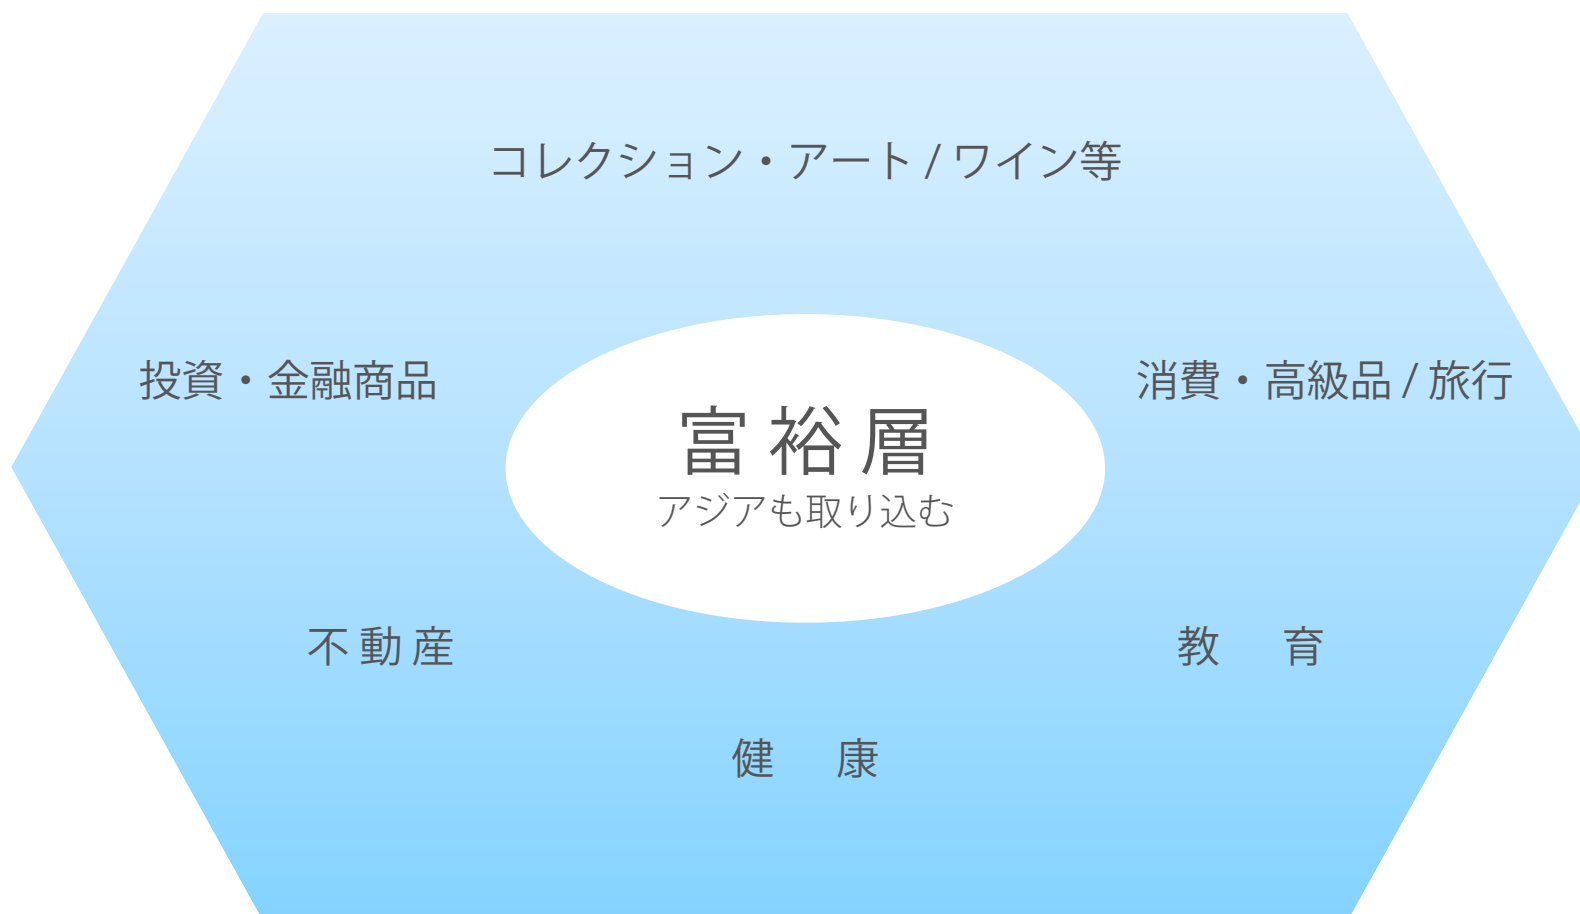 コレクション・アート / ワイン等
投資・金融商品
消費・高級品 / 旅行
富裕層
アジアも取り込む
不動産
教育
健康